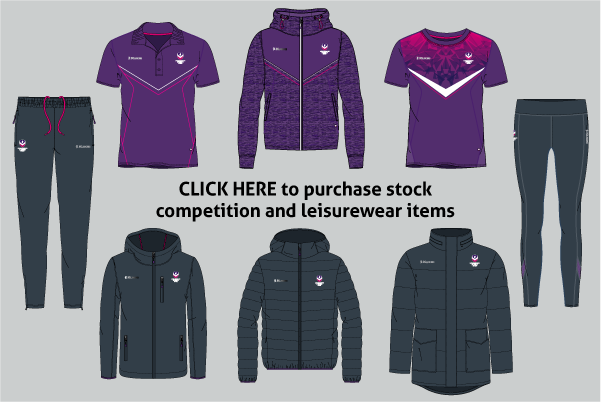 CLICK HERE to purchase stock
competition and leisurewear items